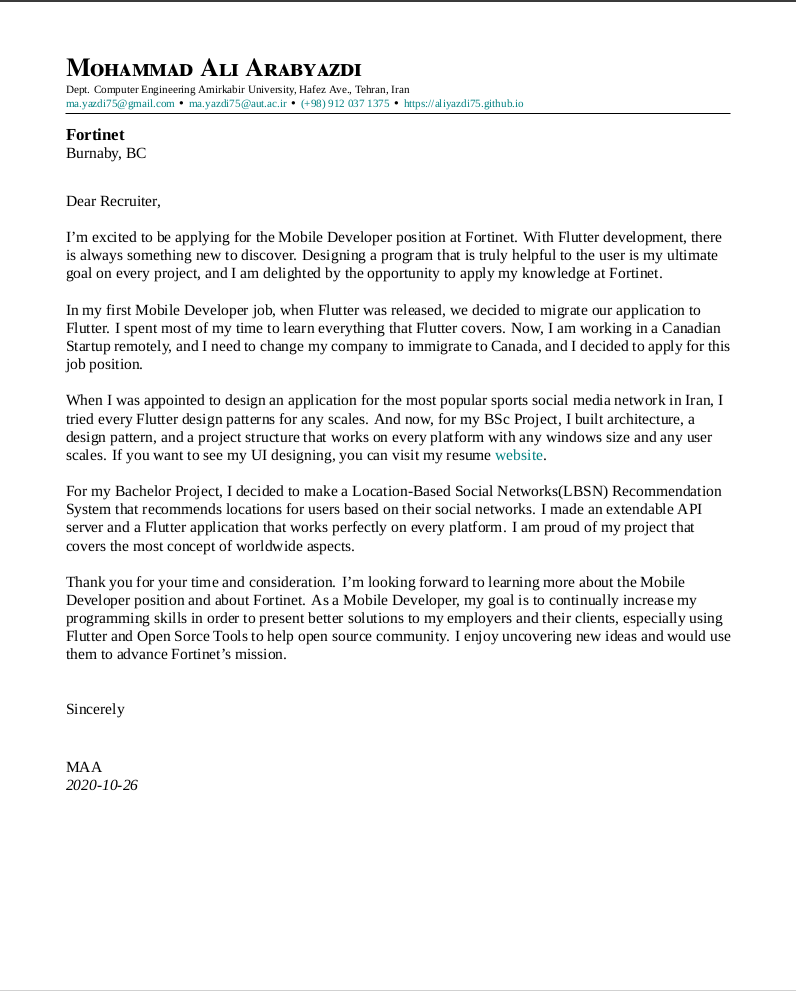 Mohammad Ali Arabyazdi
Dept. Computer Engineering Amirkabir University, Hafez Ave., Tehran, Iran
ma.yazdi75@gmail.com • ma.yazdi75@aut.ac.ir • (+98) 912 037 1375 • https://aliyazdi75.github.io
Fortinet
Burnaby, BC
Dear Recruiter,
I'm excited to be applying for the Mobile Developer position at Fortinet. With Flutter development, there
is always something new to discover. Designing a program that is truly helpful to the user is my ultimate
goal on every project, and I am delighted by the opportunity to apply my knowledge at Fortinet.
In my first Mobile Developer job, when Flutter was released, we decided to migrate our application to
Flutter. I spent most of my time to learn everything that Flutter covers. Now, I am working in a Canadian
Startup remotely, and I need to change my company to immigrate to Canada, and I decided to apply for this
job position.
When I was appointed to design an application for the most popular sports social media network in Iran, I
tried every Flutter design patterns for any scales. And now, for my BSc Project, I built architecture, a
design pattern, and a project structure that works on every platform with any windows size and any user
scales. If you want to see my UI designing, you can visit my resume website.
For my Bachelor Project, I decided to make a Location-Based Social Networks(LBSN) Recommendation
System that recommends locations for users based on their social networks. I made an extendable API
server and a Flutter application that works perfectly on every platform. I am proud of my project that
covers the most concept of worldwide aspects.
Thank you for your time and consideration. I'm looking forward to learning more about the Mobile
Developer position and about Fortinet. As a Mobile Developer, my goal is to continually increase my
programming skills in order to present better solutions to my employers and their clients, especially using
Flutter and Open Sorce Tools to help open source community. I enjoy uncovering new ideas and would use
them to advance Fortinet's mission.
Sincerely
MAA
2020-10-26